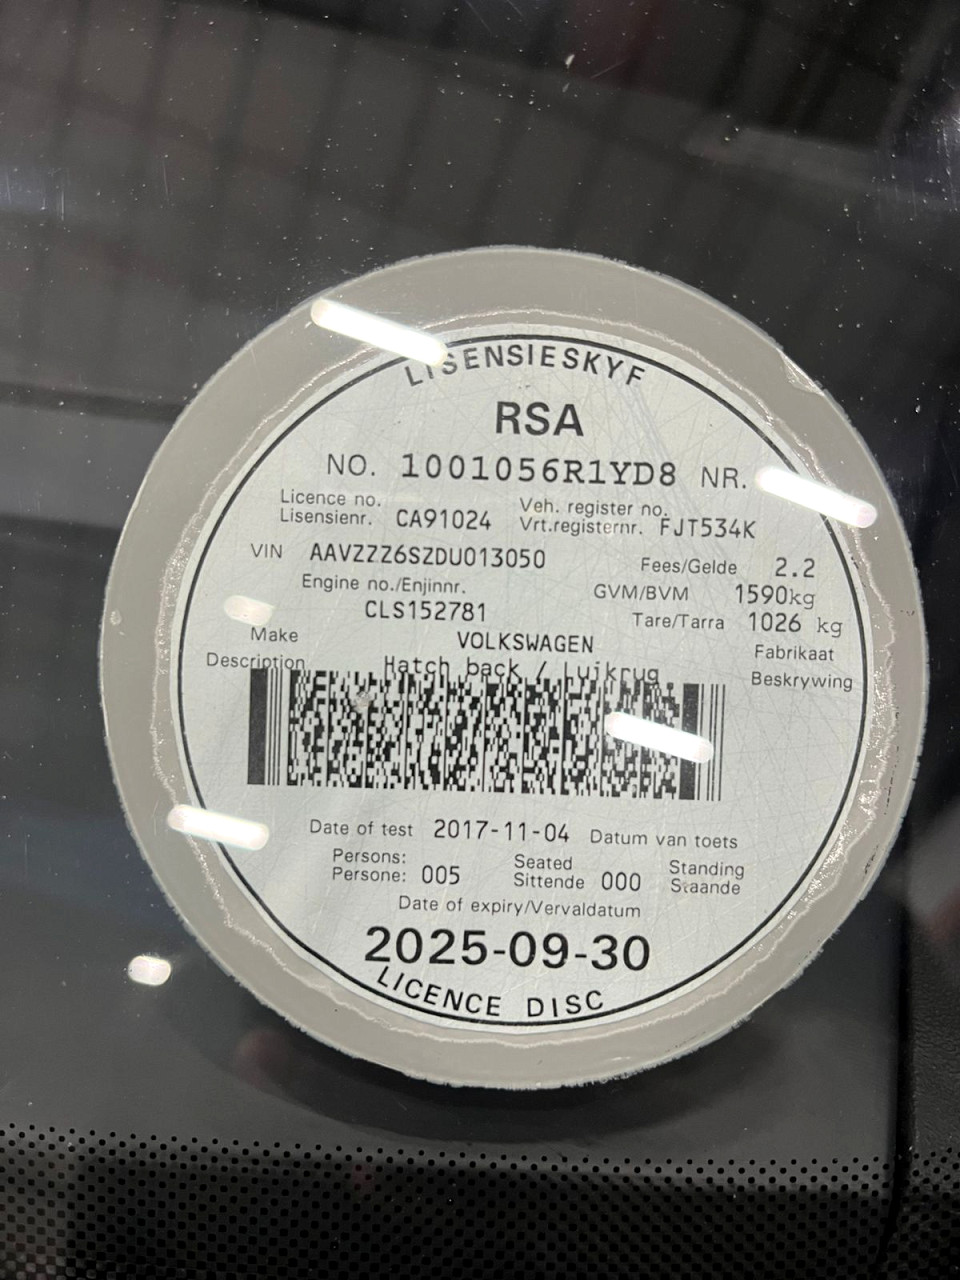 LISENSIESKYF
RSA
NO. 1001056R1YD8 NR.
Licence no. Veh. register no.
Lisensienr. CA91024 Vrt.registernr. FJT534K
VIN AAVZZZ6SZDU013050 Fees/Gelde 2.2
Engine no./Enjinnr. GVM/BVM 1590kg
CLS152781 Tare/Tarra 1026 kg
Make VOLKSWAGEN Fabrikaat
Description Hatch back / Luikrug Beskrywing
Date of test 2017-11-04 Datum van toets
Persons: Seated Standing
Persone: 005 Sittende 000 Staande
Date of expiry/Vervaldatum
2025-09-30
LICENCE DISC